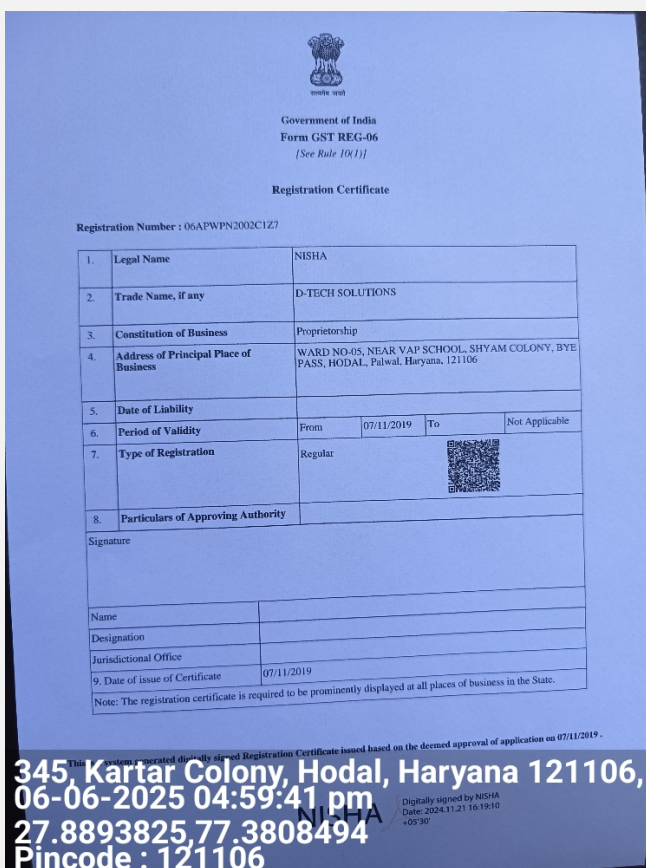 सत्यमेव जयते
Government of India
Form GST REG-06
[See Rule 10(1)]
Registration Certificate
Registration Number : 06APWPN2002C1Z7
1. Legal Name NISHA
2. Trade Name, if any D-TECH SOLUTIONS
3. Constitution of Business Proprietorship
4. Address of Principal Place of Business WARD NO-05, NEAR VAP SCHOOL, SHYAM COLONY, BYE
PASS, HODAL, Palwal, Haryana, 121106
5. Date of Liability
6. Period of Validity From 07/11/2019 To Not Applicable
7. Type of Registration Regular
8. Particulars of Approving Authority
Signature
Name
Designation
Jurisdictional Office
9. Date of issue of Certificate 07/11/2019
Note: The registration certificate is required to be prominently displayed at all places of business in the State.
This system generated digitally signed Registration Certificate issued based on the deemed approval of application on 07/11/2019 .
345, Kartar Colony, Hodal, Haryana 121106,
06-06-2025 04:59:41 pm
27.8893825,77.3808494
Pincode : 121106
NISHA
Digitally signed by NISHA
Date: 2024.11.21 16:19:10
+05'30'